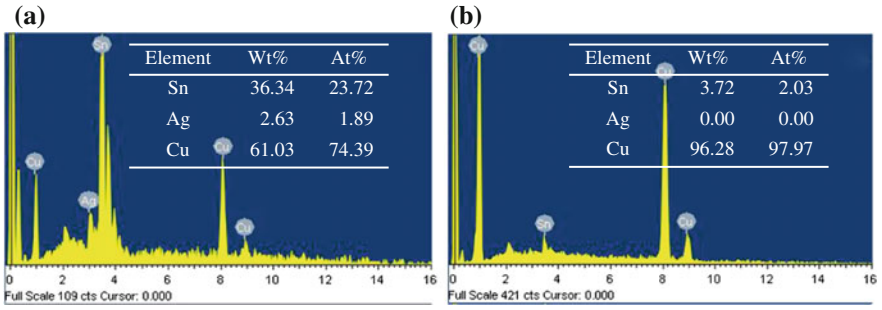 (a)
Sn
Cu
Ag
Cu
Cu
Element Wt% At%
Sn 36.34 23.72
Ag 2.63 1.89
Cu 61.03 74.39
0 2 4 6 8 10 12 14 16
Full Scale 109 cts Cursor: 0.000
(b)
Cu
Sn
Cu
Cu
Element Wt% At%
Sn 3.72 2.03
Ag 0.00 0.00
Cu 96.28 97.97
0 2 4 6 8 10 12 14 16
Full Scale 421 cts Cursor: 0.000